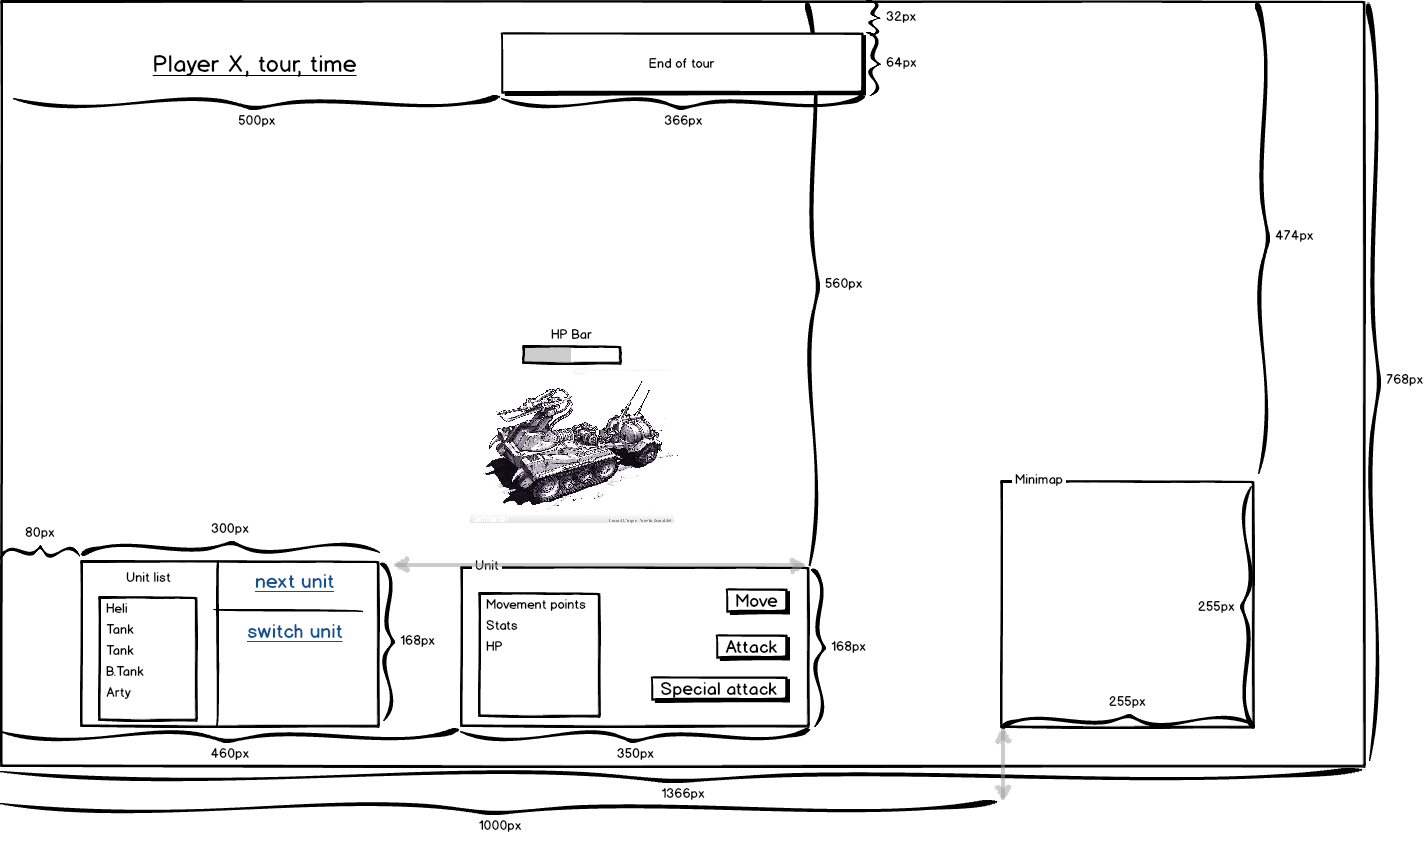 32px
Player X, tour, time
End of tour
64px
500px
366px
474px
560px
HP Bar
768px
Minimap
80px
300px
Unit list
next unit
Heli
Tank
switch unit
Tank
B.Tank
Arty
168px
Unit
Movement points
Stats
HP
Move
Attack
Special attack
168px
255px
255px
460px
350px
1366px
1000px